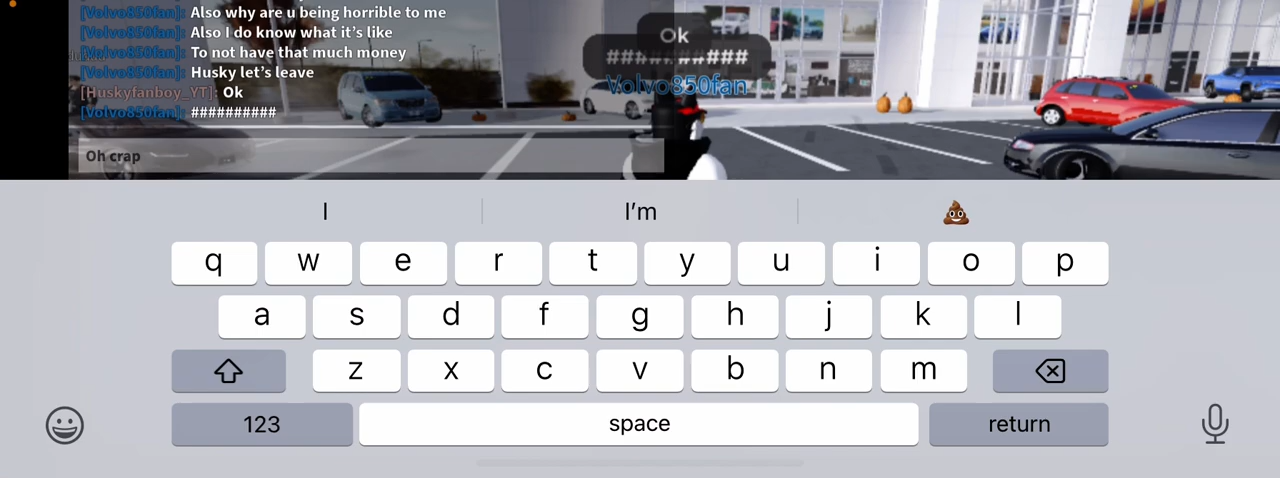 [Volvo850fan]: Also why are u being horrible to me
[Volvo850fan]: Also I do know what it's like
[Volvo850fan]: To not have that much money
[Volvo850fan]: Husky let's leave
[Huskyfanboy_YT]: Ok
[Volvo850fan]: ##########
Oh crap
Ok
##########
Volvo850fan
I I'm 💩
q w e r t y u i o p
a s d f g h j k l
z x c v b n m
123 space return